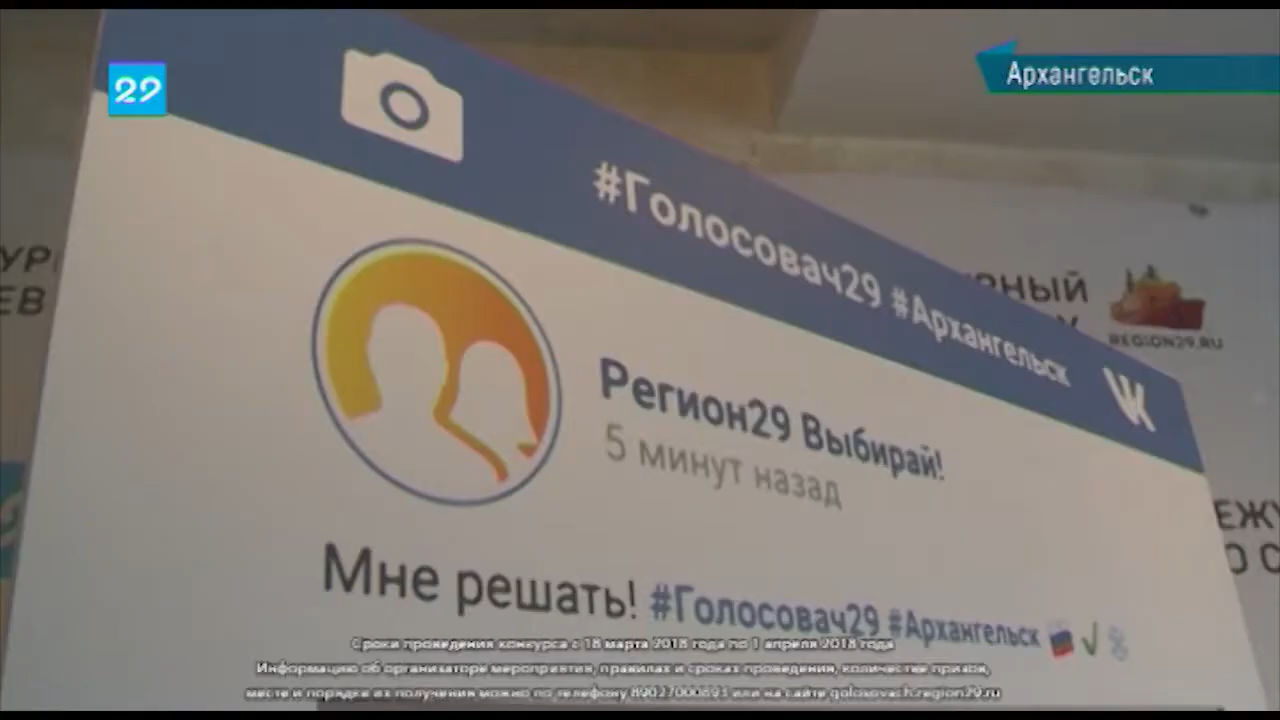 29
Архангельск
#Голосовач29 #Архангельск
УРНЫЙ
REGION29.RU
Регион29 Выбирай!
5 минут назад
Мне решать! #Голосовач29 #Архангельск
Сроки проведения конкурса с 18 марта 2018 года по 1 апреля 2018 года
Информацию об организаторе мероприятия, правилах и сроках проведения, количестве призов,
месте и порядке их получения можно по телефону 89027000893 или на сайте golosovach.region29.ru